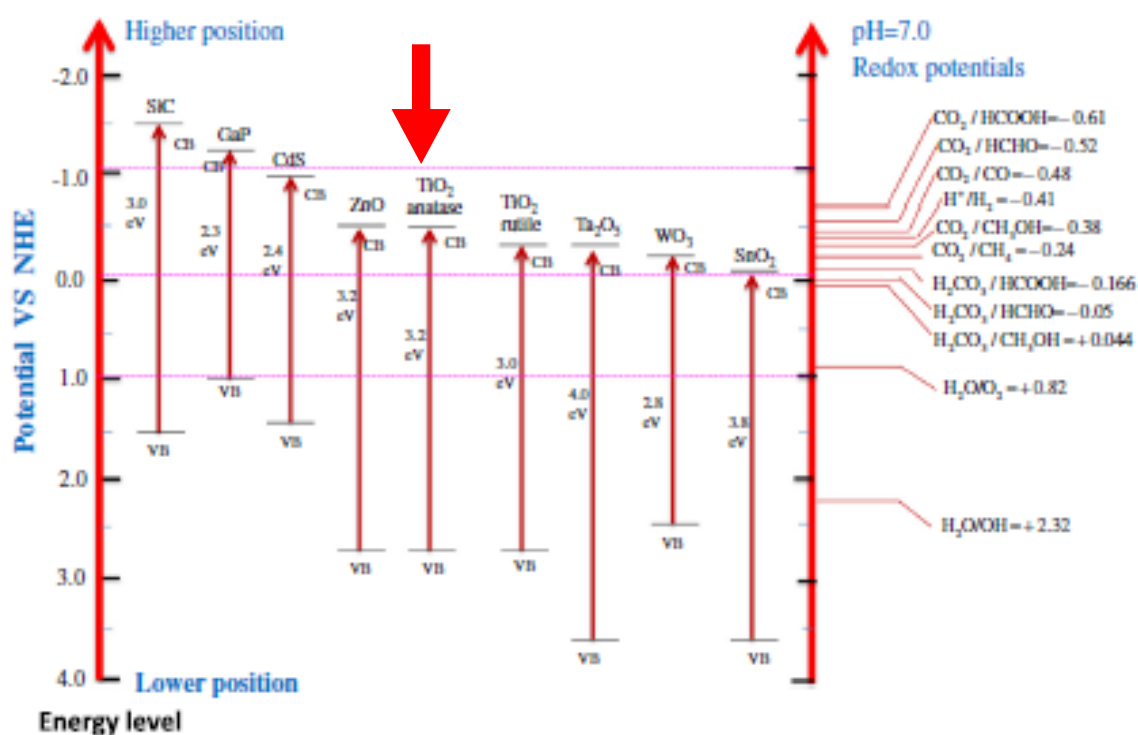 Higher position
pH=7.0
Redox potentials
Potential VS NHE
-2.0
-1.0
0.0
1.0
2.0
3.0
4.0
SiC
CB
3.0
eV
VB
GaP
CB
2.3
eV
VB
CdS
CB
2.4
eV
VB
ZnO
CB
3.2
eV
VB
TiO₂
anatase
CB
3.2
eV
VB
TiO₂
rutile
CB
3.0
eV
VB
Ta₂O₅
CB
4.0
eV
VB
WO₃
CB
2.8
eV
VB
SnO₂
CB
3.8
eV
VB
CO₂ / HCOOH=− 0.61
CO₂ / HCHO=− 0.52
CO₂ / CO=− 0.48
H⁺/H₂ =− 0.41
CO₂ / CH₃OH=− 0.38
CO₂ / CH₄ =− 0.24
H₂CO₃ / HCOOH=− 0.166
H₂CO₃ / HCHO=− 0.05
H₂CO₃ / CH₃OH =+ 0.044
H₂O/O₂ =+ 0.82
H₂O/OH =+ 2.32
Lower position
Energy level